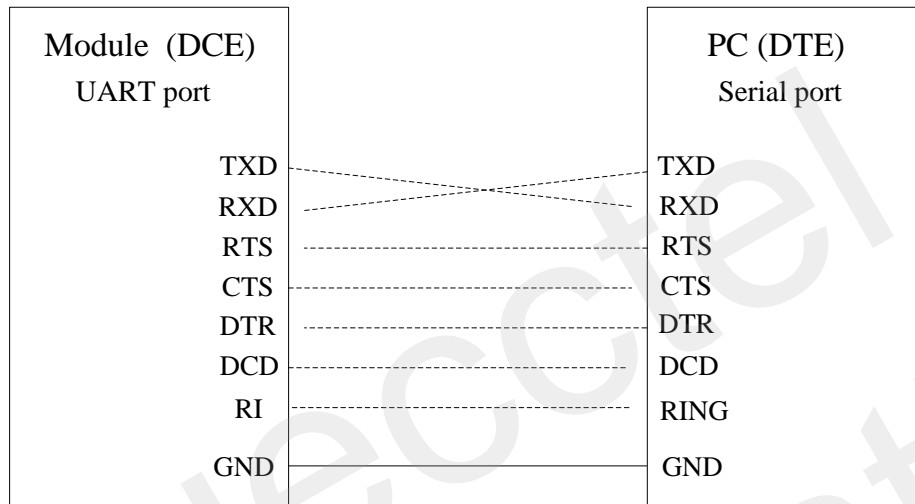 Module (DCE)
UART port
TXD
RXD
RTS
CTS
DTR
DCD
RI
GND
PC (DTE)
Serial port
TXD
RXD
RTS
CTS
DTR
DCD
RING
GND